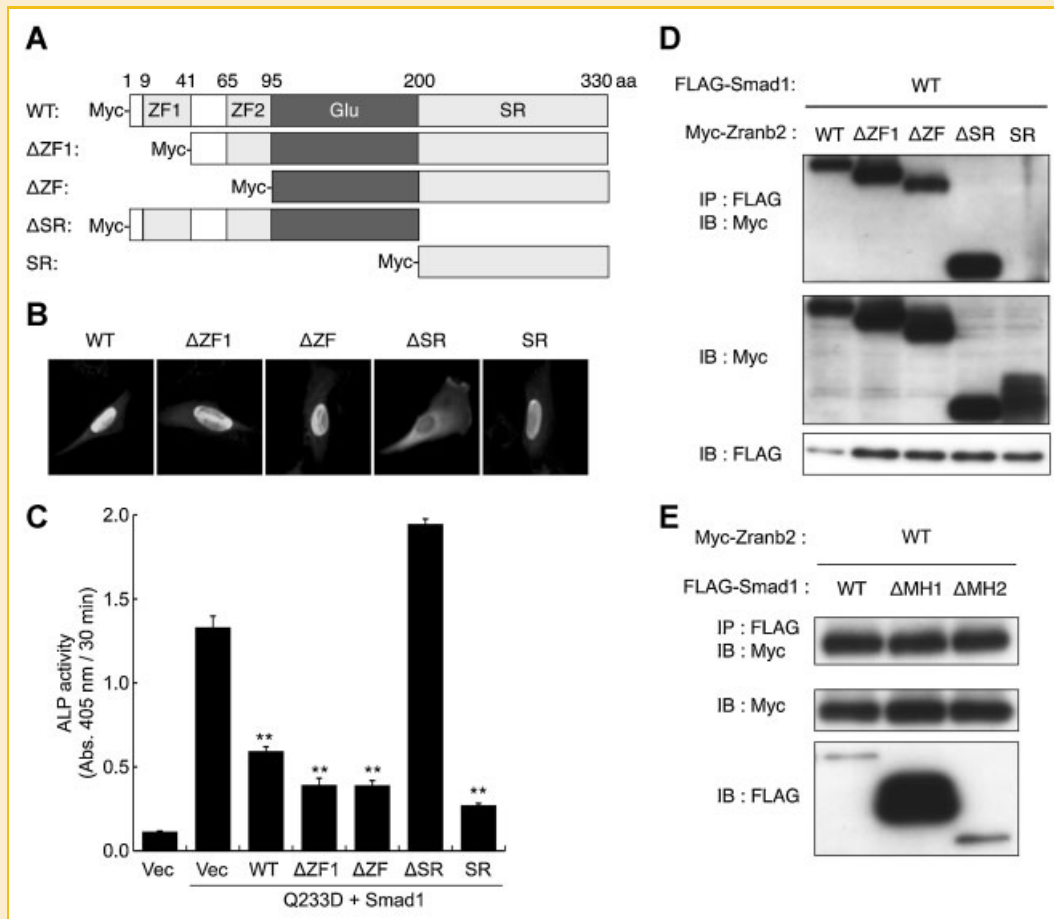 A
1 9 41 65 95 200 330 aa
WT: Myc- ZF1 ZF2 Glu SR
ΔZF1: Myc-
ΔZF: Myc-
ΔSR: Myc-
SR: Myc-
B
WT ΔZF1 ΔZF ΔSR SR
C
ALP activity
(Abs. 405 nm / 30 min)
2.0
1.5
1.0
0.5
0.0
** ** ** **
Vec Vec WT ΔZF1 ΔZF ΔSR SR
Q233D + Smad1
D
FLAG-Smad1: WT
Myc-Zranb2: WT ΔZF1 ΔZF ΔSR SR
IP : FLAG
IB : Myc
IB : Myc
IB : FLAG
E
Myc-Zranb2 : WT
FLAG-Smad1 : WT ΔMH1 ΔMH2
IP : FLAG
IB : Myc
IB : Myc
IB : FLAG